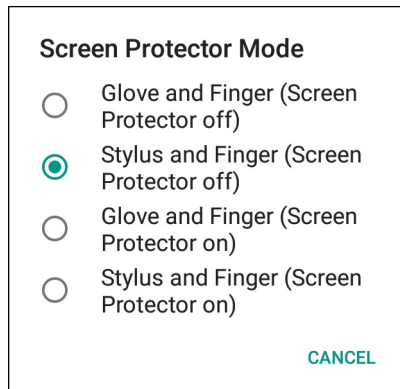 Screen Protector Mode
Glove and Finger (Screen
Protector off)
Stylus and Finger (Screen
Protector off)
Glove and Finger (Screen
Protector on)
Stylus and Finger (Screen
Protector on)
CANCEL